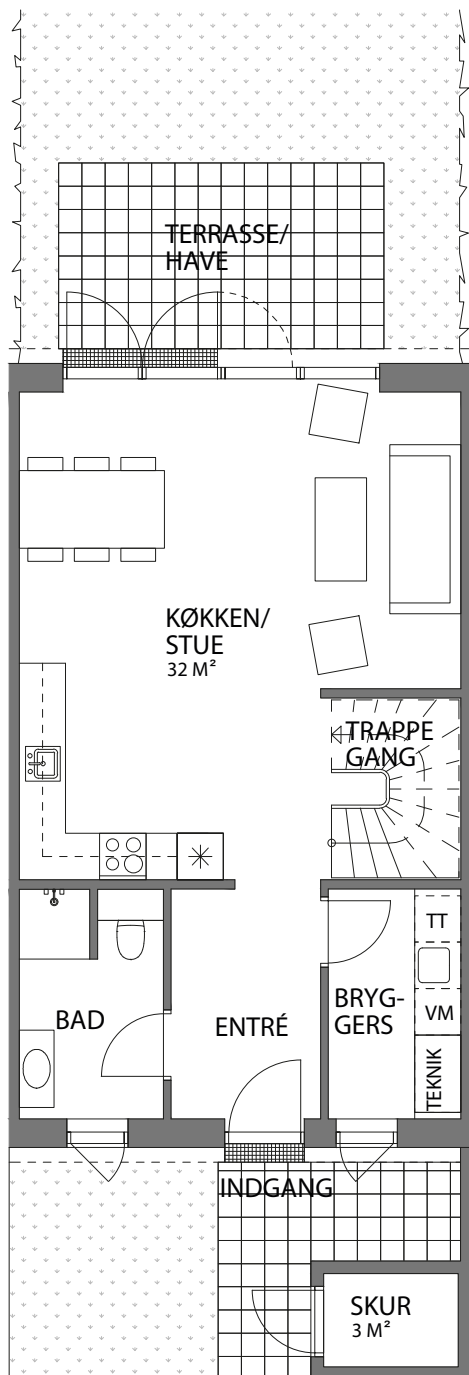 TERRASSE/
HAVE
KØKKEN/
STUE
32 M²
TRAPPE
GANG
TT
BRYG-
GERS
VM
BAD
ENTRÉ
TEKNIK
INDGANG
SKUR
3 M²